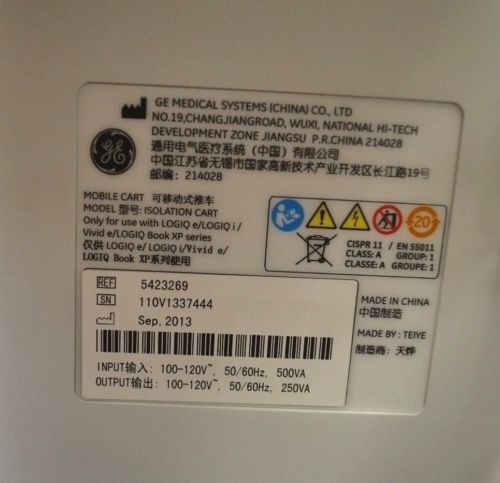 GE MEDICAL SYSTEMS (CHINA) CO., LTD
NO.19,CHANGJIANGROAD, WUXI, NATIONAL HI-TECH
DEVELOPMENT ZONE JIANGSU P.R.CHINA 214028
通用电气医疗系统（中国）有限公司
中国江苏省无锡市国家高新技术产业开发区长江路19号
邮编：214028
GE
MOBILE CART 可移动式推车
MODEL 型号: ISOLATION CART
Only for use with LOGIQ e/LOGIQ i/
Vivid e/LOGIQ Book XP series
仅供 LOGIQ e/ LOGIQ i/Vivid e/
LOGIQ Book XP系列使用
20
CISPR 11 / EN 55011
CLASS: A GROUP: 1
CLASSE: A GROUPE: 1
REF 5423269
SN 110V1337444
Sep, 2013
INPUT输入: 100-120V~, 50/60Hz, 500VA
OUTPUT输出: 100-120V~, 50/60Hz, 250VA
MADE IN CHINA
中国制造
MADE BY: TEIYE
制造商: 天烨